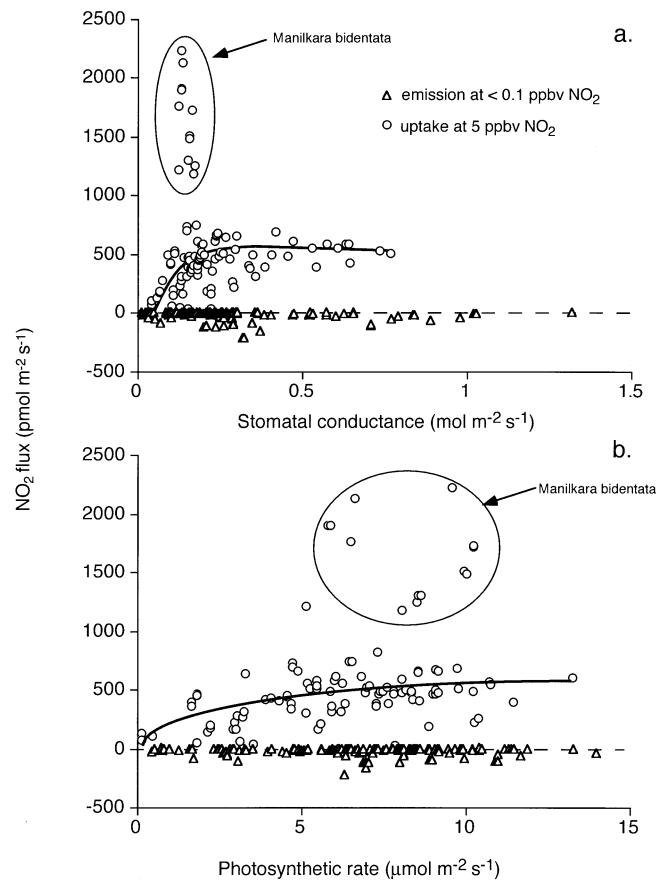 2500
Manilkara bidentata
a.
2000
emission at < 0.1 ppbv NO2
uptake at 5 ppbv NO2
1500
1000
500
0
-500
0 0.5 1 1.5
Stomatal conductance (mol m-2 s-1)
NO2 flux (pmol m-2 s-1)
b.
2500
Manilkara bidentata
2000
1500
1000
500
0
-500
0 5 10 15
Photosynthetic rate (μmol m-2 s-1)